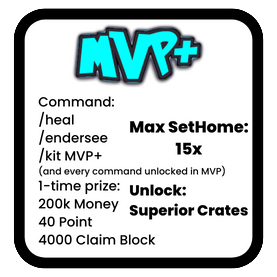 MVP+
Command:
/heal
/endersee
/kit MVP+
(and every command unlocked in MVP)
1-time prize:
200k Money
40 Point
4000 Claim Block
Max SetHome:
15x
Unlock:
Superior Crates